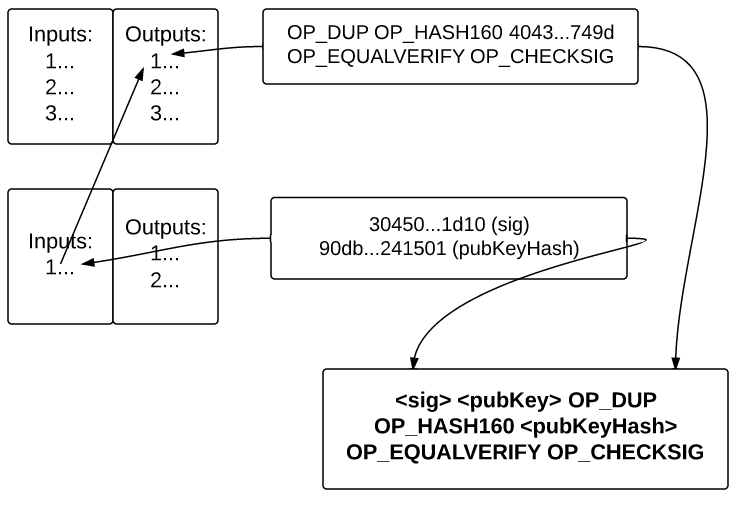 Inputs:
1...
2...
3...
Outputs:
1...
2...
3...
OP_DUP OP_HASH160 4043...749d
OP_EQUALVERIFY OP_CHECKSIG
Inputs:
1...
Outputs:
1...
2...
30450...1d10 (sig)
90db...241501 (pubKeyHash)
<sig> <pubKey> OP_DUP
OP_HASH160 <pubKeyHash>
OP_EQUALVERIFY OP_CHECKSIG